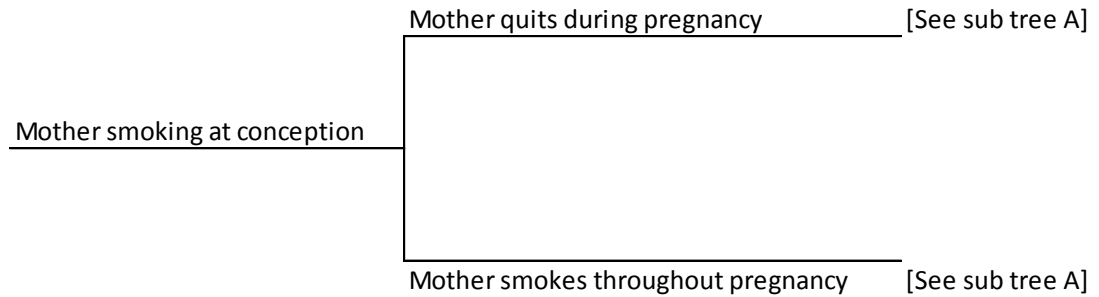 Mother quits during pregnancy [See sub tree A]
Mother smoking at conception
Mother smokes throughout pregnancy [See sub tree A]